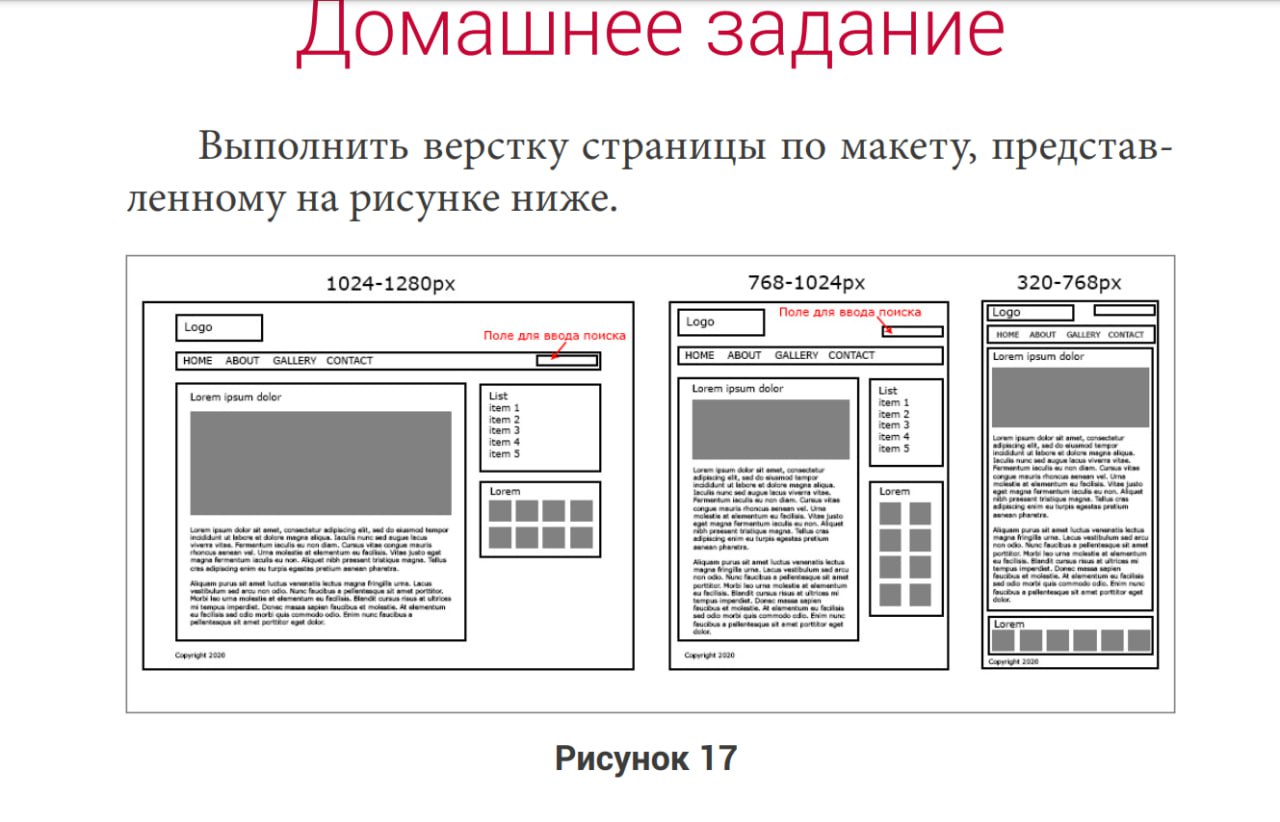 Домашнее задание
Выполнить верстку страницы по макету, представ-
ленному на рисунке ниже.
1024-1280px
Logo
Поле для ввода поиска
HOME ABOUT GALLERY CONTACT
Lorem ipsum dolor
Lorem ipsum dolor sit amet, consectetur adipiscing elit, sed do eiusmod tempor
incididunt ut labore et dolore magna aliqua. Iaculis nunc sed augue lacus
viverra vitae. Fermentum iaculis eu non diam. Cursus vitae congue mauris
rhoncus aenean vel. Urna molestie at elementum eu facilisis. Vitae justo eget
magna fermentum iaculis eu non. Aliquet nibh praesent tristique magna. Tellus
cras adipiscing enim eu turpis egestas pretium aenean pharetra.
Aliquam purus sit amet luctus venenatis lectus magna fringilla urna. Lacus
vestibulum sed arcu non odio. Nunc faucibus a pellentesque sit amet porttitor.
Morbi leo urna molestie at elementum eu facilisis. Blandit cursus risus at ultrices
mi tempus imperdiet. Donec massa sapien faucibus et molestie. At elementum
eu facilisis sed odio morbi quis commodo odio. Enim nunc faucibus a
pellentesque sit amet porttitor eget dolor.
List
item 1
item 2
item 3
item 4
item 5
Lorem
Copyright 2020
768-1024px
Logo
Поле для ввода поиска
HOME ABOUT GALLERY CONTACT
Lorem ipsum dolor
Lorem ipsum dolor sit amet, consectetur
adipiscing elit, sed do eiusmod tempor
incididunt ut labore et dolore magna aliqua.
Iaculis nunc sed augue lacus viverra vitae.
Fermentum iaculis eu non diam. Cursus vitae
congue mauris rhoncus aenean vel. Urna
molestie at elementum eu facilisis. Vitae justo
eget magna fermentum iaculis eu non. Aliquet nibh
praesent tristique magna. Tellus cras
adipiscing enim eu turpis egestas pretium
aenean pharetra.
Aliquam purus sit amet luctus venenatis lectus
magna fringilla urna. Lacus vestibulum sed arcu
non odio. Nunc faucibus a pellentesque sit amet
porttitor. Morbi leo urna molestie at elementum eu
facilisis. Blandit cursus risus at ultrices mi
tempus imperdiet. Donec massa sapien
faucibus et molestie. At elementum eu facilisis
sed odio morbi quis commodo odio. Enim nunc
faucibus a pellentesque sit amet porttitor eget
dolor.
List
item 1
item 2
item 3
item 4
item 5
Lorem
Copyright 2020
320-768px
Logo
HOME ABOUT GALLERY CONTACT
Lorem ipsum dolor
Lorem ipsum dolor sit amet, consectetur
adipiscing elit, sed do eiusmod tempor
incididunt ut labore et dolore magna aliqua.
Iaculis nunc sed augue lacus viverra vitae.
Fermentum iaculis eu non diam. Cursus vitae
congue mauris rhoncus aenean vel. Urna
molestie at elementum eu facilisis. Vitae justo
eget magna fermentum iaculis eu non.
Aliquet nibh praesent tristique magna. Tellus
cras adipiscing enim eu turpis egestas pretium
aenean pharetra.
Aliquam purus sit amet luctus venenatis lectus
magna fringilla urna. Lacus vestibulum sed arcu
non odio. Nunc faucibus a pellentesque sit amet
porttitor. Morbi leo urna molestie at elementum eu
facilisis. Blandit cursus risus at ultrices mi
tempus imperdiet. Donec massa sapien
faucibus et molestie. At elementum eu facilisis
sed odio morbi quis commodo odio. Enim nunc
faucibus a pellentesque sit amet porttitor eget
dolor.
Lorem
Copyright 2020
Рисунок 17